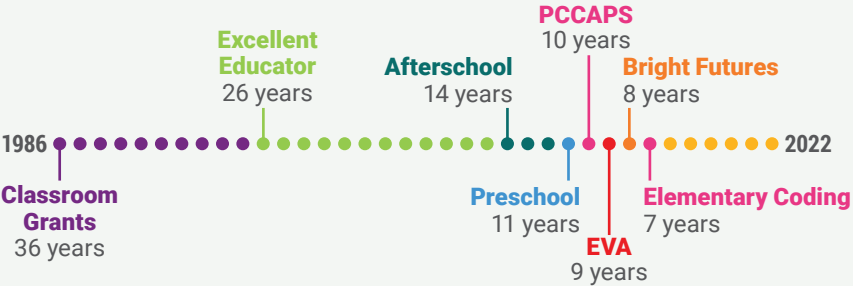 PCCAPS
10 years
Excellent
Educator
26 years
Afterschool
14 years
Bright Futures
8 years
1986
2022
Classroom
Grants
36 years
Preschool
11 years
EVA
9 years
Elementary Coding
7 years